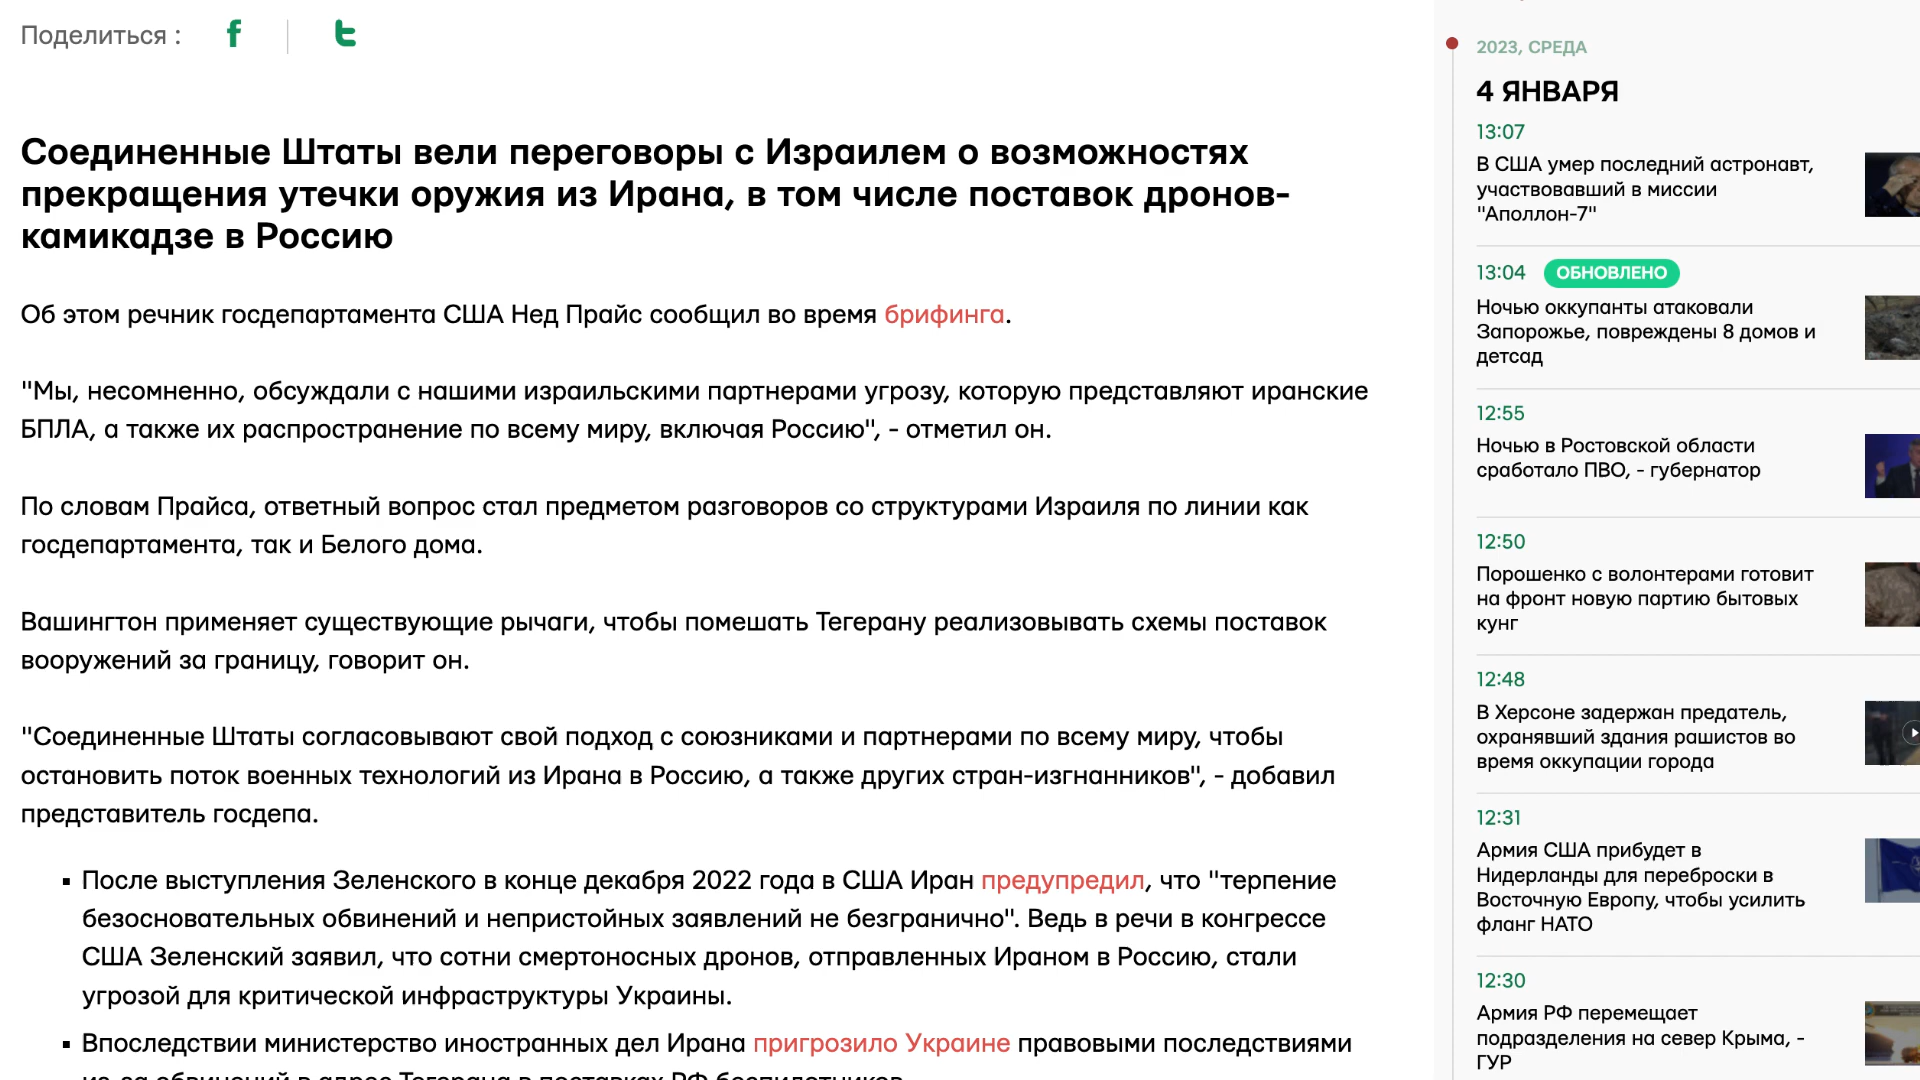 Поделиться :
Соединенные Штаты вели переговоры с Израилем о возможностях
прекращения утечки оружия из Ирана, в том числе поставок дронов-
камикадзе в Россию
Об этом речник госдепартамента США Нед Прайс сообщил во время брифинга.
"Мы, несомненно, обсуждали с нашими израильскими партнерами угрозу, которую представляют иранские
БПЛА, а также их распространение по всему миру, включая Россию", - отметил он.
По словам Прайса, ответный вопрос стал предметом разговоров со структурами Израиля по линии как
госдепартамента, так и Белого дома.
Вашингтон применяет существующие рычаги, чтобы помешать Тегерану реализовывать схемы поставок
вооружений за границу, говорит он.
"Соединенные Штаты согласовывают свой подход с союзниками и партнерами по всему миру, чтобы
остановить поток военных технологий из Ирана в Россию, а также других стран-изгнанников", - добавил
представитель госдепа.
После выступления Зеленского в конце декабря 2022 года в США Иран предупредил, что "терпение
безосновательных обвинений и непристойных заявлений не безгранично". Ведь в речи в конгрессе
США Зеленский заявил, что сотни смертоносных дронов, отправленных Ираном в Россию, стали
угрозой для критической инфраструктуры Украины.
Впоследствии министерство иностранных дел Ирана пригрозило Украине правовыми последствиями
из-за обвинений в адрес Тегерана в поставках РФ беспилотников.
2023, СРЕДА
4 ЯНВАРЯ
13:07
В США умер последний астронавт,
участвовавший в миссии
"Аполлон-7"
13:04 ОБНОВЛЕНО
Ночью оккупанты атаковали
Запорожье, повреждены 8 домов и
детсад
12:55
Ночью в Ростовской области
сработало ПВО, - губернатор
12:50
Порошенко с волонтерами готовит
на фронт новую партию бытовых
кунг
12:48
В Херсоне задержан предатель,
охранявший здания рашистов во
время оккупации города
12:31
Армия США прибудет в
Нидерланды для переброски в
Восточную Европу, чтобы усилить
фланг НАТО
12:30
Армия РФ перемещает
подразделения на север Крыма, -
ГУР